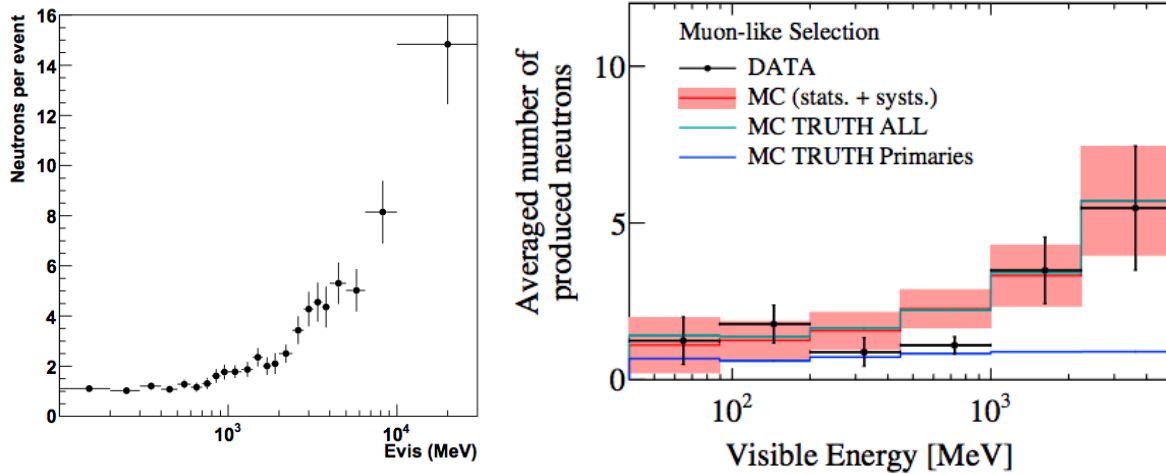 Neutrons per event
16
14
12
10
8
6
4
2
0
10³
10⁴
Evis (MeV)
Averaged number of
produced neutrons
10
5
0
Muon-like Selection
DATA
MC (stats. + systs.)
MC TRUTH ALL
MC TRUTH Primaries
10²
10³
Visible Energy [MeV]